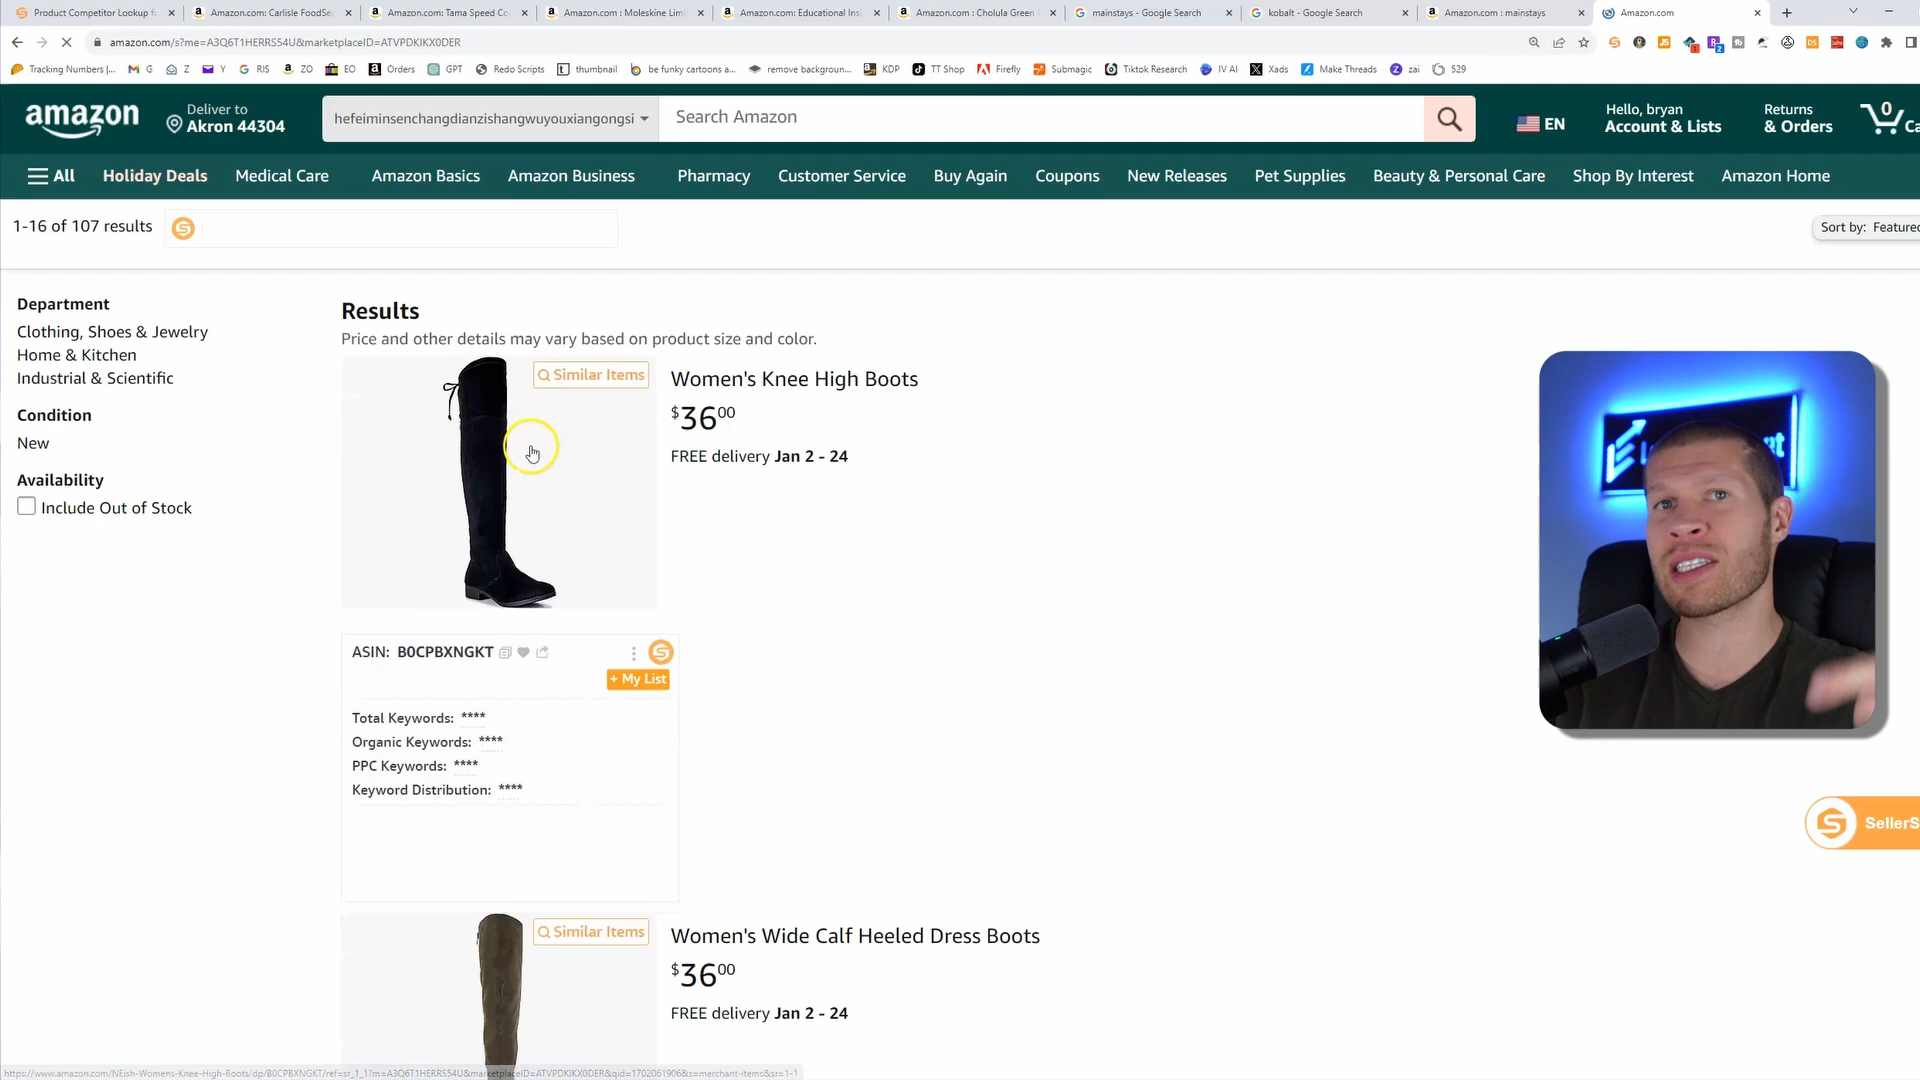 Product Competitor Lookup f
Amazon.com: Carlisle FoodSer
Amazon.com: Tama Speed Co
Amazon.com : Moleskine Limi
Amazon.com: Educational Ins
Amazon.com : Cholula Green
mainstays - Google Search
kobalt - Google Search
Amazon.com : mainstays
Amazon.com
amazon.com/s?me=A3Q6T1HERRS54U&marketplaceID=ATVPDKIKX0DER
Tracking Numbers |...
G
Z
Y
RIS
ZO
EO
Orders
GPT
Redo Scripts
thumbnail
be funky cartoons a...
remove backgroun...
KDP
TT Shop
Firefly
Submagic
Tiktok Research
IV AI
Xads
Make Threads
zai
529
amazon
Deliver to
Akron 44304
hefeiminsenchangdianzishangwuyouxiangongsi
Search Amazon
EN
Hello, bryan
Account & Lists
Returns
& Orders
0
Ca
All
Holiday Deals
Medical Care
Amazon Basics
Amazon Business
Pharmacy
Customer Service
Buy Again
Coupons
New Releases
Pet Supplies
Beauty & Personal Care
Shop By Interest
Amazon Home
1-16 of 107 results
Sort by: Featured
Department
Clothing, Shoes & Jewelry
Home & Kitchen
Industrial & Scientific
Condition
New
Availability
Include Out of Stock
Results
Price and other details may vary based on product size and color.
Similar Items
Women's Knee High Boots
$36 00
FREE delivery Jan 2 - 24
ASIN: B0CPBXNGKT
+ My List
Total Keywords: ****
Organic Keywords: ****
PPC Keywords: ****
Keyword Distribution: ****
SellerS
Similar Items
Women's Wide Calf Heeled Dress Boots
$36 00
FREE delivery Jan 2 - 24
https://www.amazon.com/NEish-Womens-Knee-High-Boots/dp/B0CPBXNGKT/ref=sr_1_1?m=A3Q6T1HERRS54U&marketplaceID=ATVPDKIKX0DER&qid=1702061906&s=merchant-items&sr=1-1